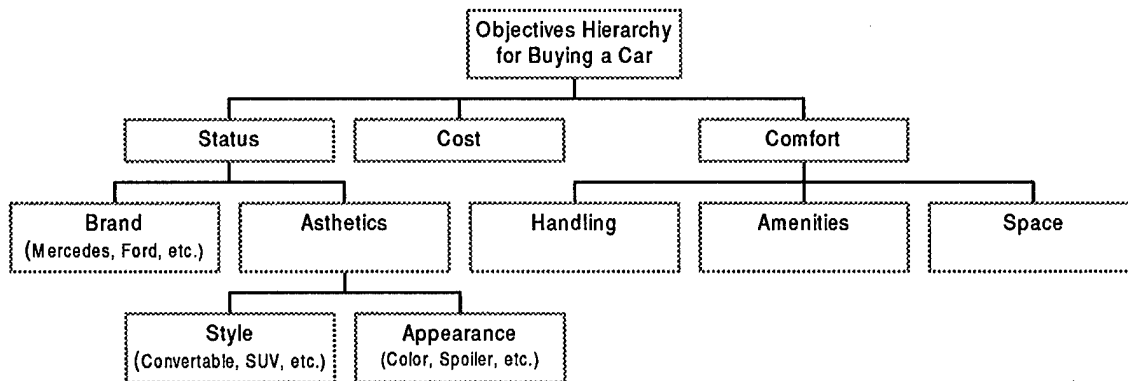 Objectives Hierarchy
for Buying a Car
Status
Cost
Comfort
Brand
(Mercedes, Ford, etc.)
Asthetics
Handling
Amenities
Space
Style
(Convertable, SUV, etc.)
Appearance
(Color, Spoiler, etc.)